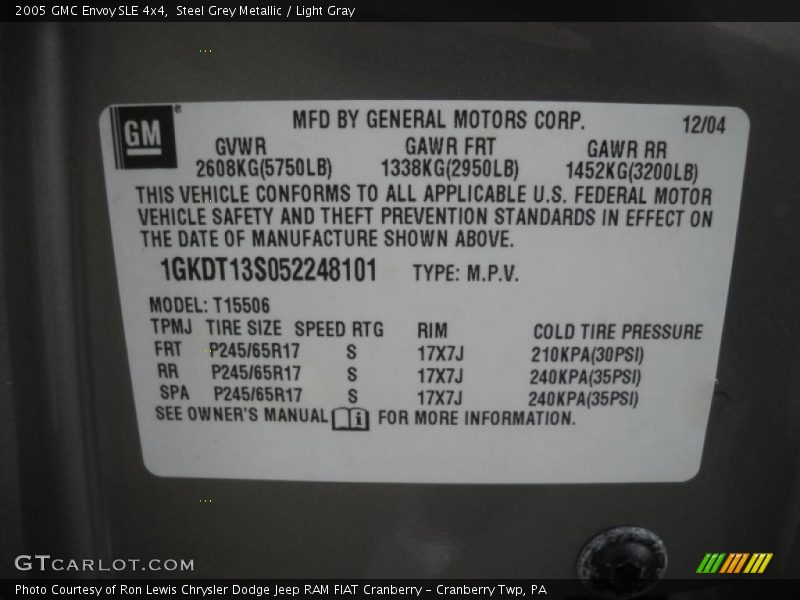 2005 GMC Envoy SLE 4x4, Steel Grey Metallic / Light Gray
GM®
MFD BY GENERAL MOTORS CORP. 12/04
GVWR GAWR FRT GAWR RR
2608KG(5750LB) 1338KG(2950LB) 1452KG(3200LB)
THIS VEHICLE CONFORMS TO ALL APPLICABLE U.S. FEDERAL MOTOR
VEHICLE SAFETY AND THEFT PREVENTION STANDARDS IN EFFECT ON
THE DATE OF MANUFACTURE SHOWN ABOVE.
1GKDT13S052248101 TYPE: M.P.V.
MODEL: T15506
TPMJ TIRE SIZE SPEED RTG RIM COLD TIRE PRESSURE
FRT P245/65R17 S 17X7J 210KPA(30PSI)
RR P245/65R17 S 17X7J 240KPA(35PSI)
SPA P245/65R17 S 17X7J 240KPA(35PSI)
SEE OWNER'S MANUAL i FOR MORE INFORMATION.
GTCARLOT.COM
Photo Courtesy of Ron Lewis Chrysler Dodge Jeep RAM FIAT Cranberry – Cranberry Twp, PA